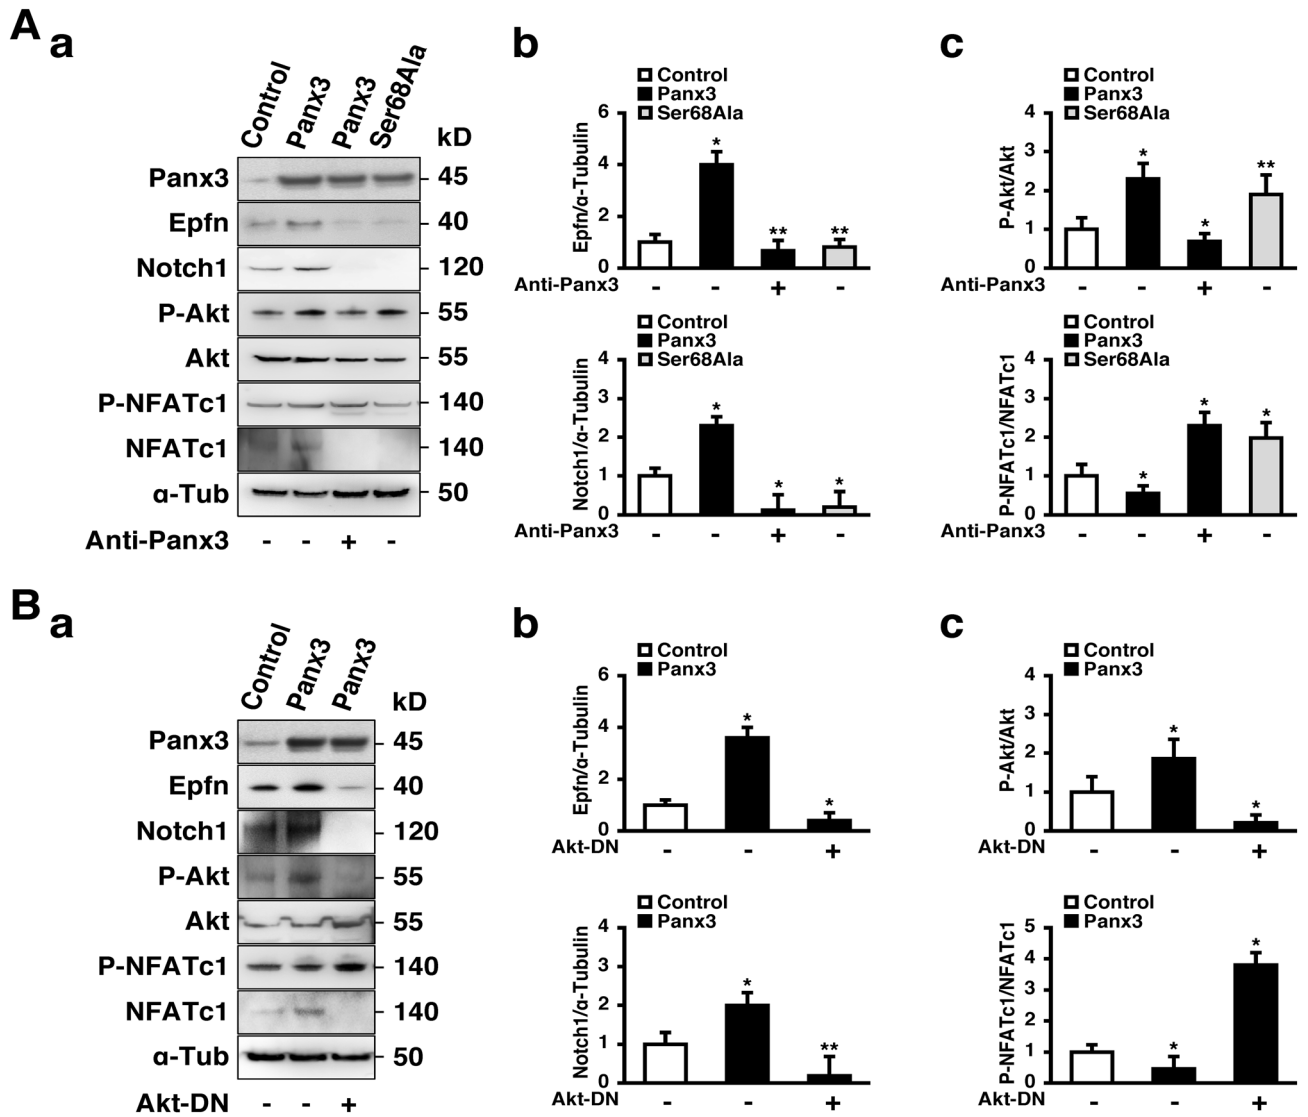 A
a
Control
Panx3
Panx3
Ser68Ala
kD
Panx3 45
Epfn 40
Notch1 120
P-Akt 55
Akt 55
P-NFATc1 140
NFATc1 140
α-Tub 50
Anti-Panx3 - - + -
b
Control
Panx3
Ser68Ala
Epfn/α-Tubulin
6
4
2
0
* ** **
Anti-Panx3 - - + -
Control
Panx3
Ser68Ala
Notch1/α-Tubulin
4
3
2
1
0
* * *
Anti-Panx3 - - + -
c
Control
Panx3
Ser68Ala
P-Akt/Akt
4
3
2
1
0
* * **
Anti-Panx3 - - + -
Control
Panx3
Ser68Ala
P-NFATc1/NFATc1
4
3
2
1
0
* * *
Anti-Panx3 - - + -
B
a
Control
Panx3
Panx3
kD
Panx3 45
Epfn 40
Notch1 120
P-Akt 55
Akt 55
P-NFATc1 140
NFATc1 140
α-Tub 50
Akt-DN - - +
b
Control
Panx3
Epfn/α-Tubulin
6
4
2
0
* *
Akt-DN - - +
Control
Panx3
Notch1/α-Tubulin
4
3
2
1
0
* **
Akt-DN - - +
c
Control
Panx3
P-Akt/Akt
4
3
2
1
0
* *
Akt-DN - - +
Control
Panx3
P-NFATc1/NFATc1
5
4
3
2
1
0
* *
Akt-DN - - +